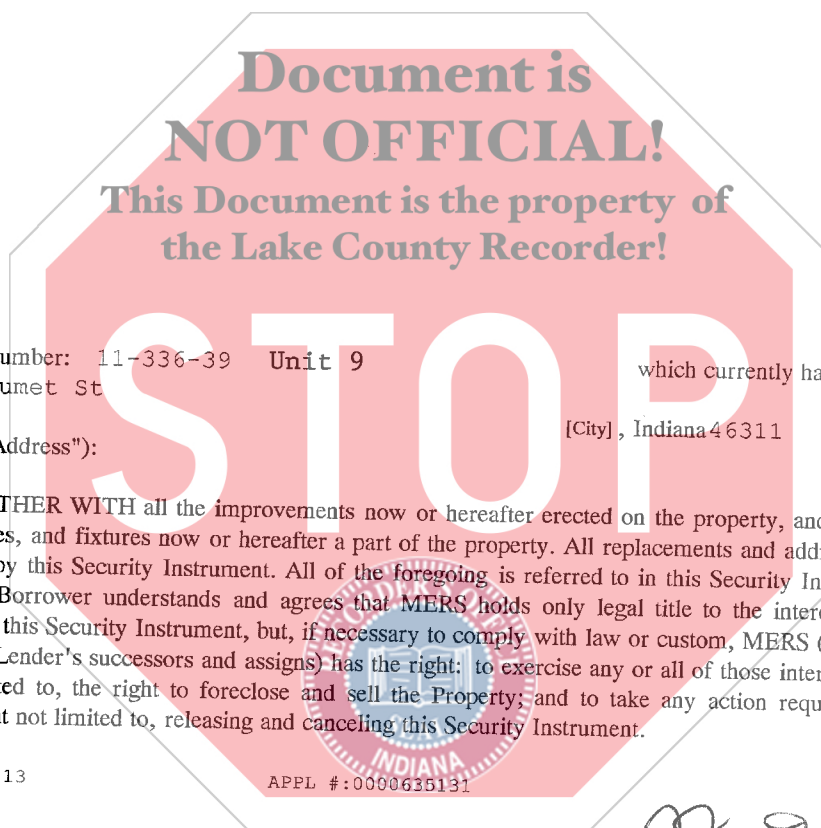 Document is
NOT OFFICIAL!
This Document is the property of
the Lake County Recorder!
STOP
umber: 11-336-39 Unit 9 which currently ha
umet St
[City] , Indiana 46311
Address"):
THER WITH all the improvements now or hereafter erected on the property, and
es, and fixtures now or hereafter a part of the property. All replacements and addi
by this Security Instrument. All of the foregoing is referred to in this Security In
Borrower understands and agrees that MERS holds only legal title to the intere
this Security Instrument, but, if necessary to comply with law or custom, MERS (
Lender's successors and assigns) has the right: to exercise any or all of those inter
ted to, the right to foreclose and sell the Property; and to take any action requ
t not limited to, releasing and canceling this Security Instrument.
INDIANA
13 APPL #:0000635131